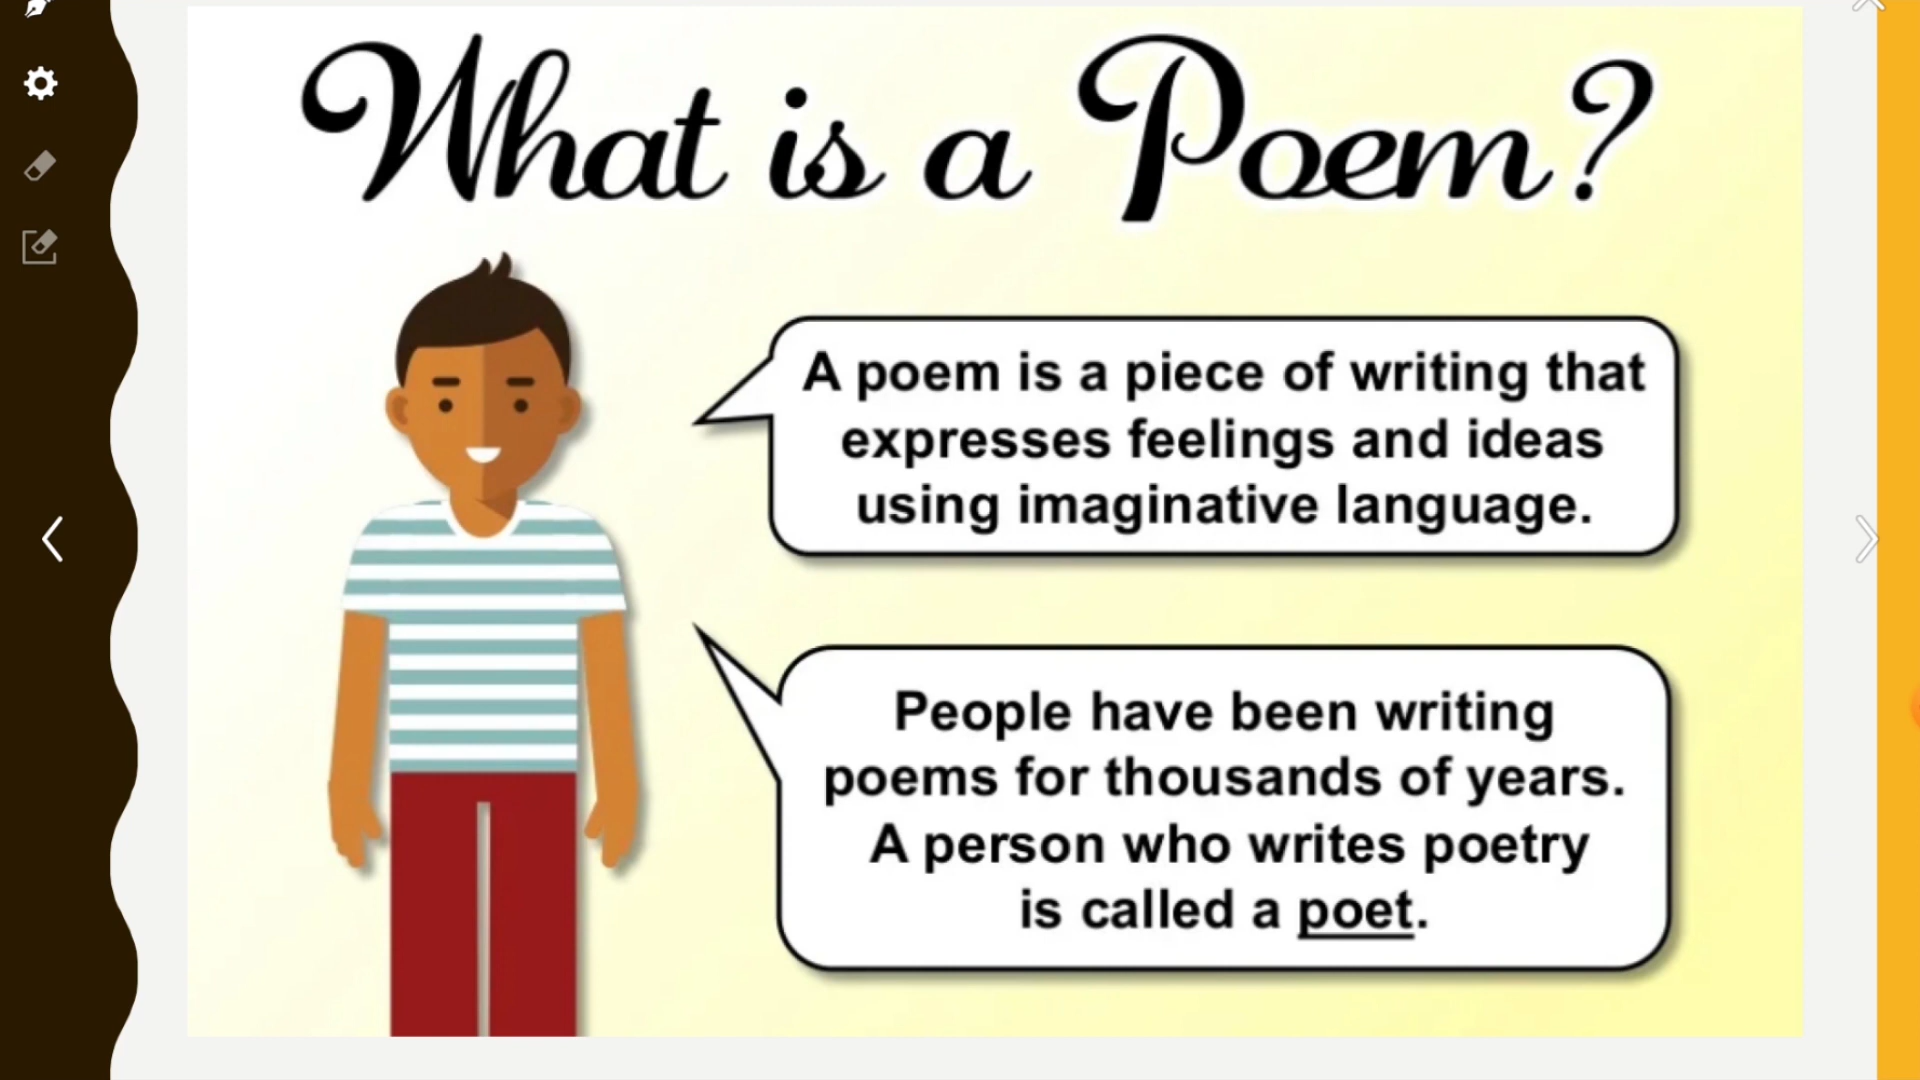 What is a Poem?
A poem is a piece of writing that
expresses feelings and ideas
using imaginative language.
People have been writing
poems for thousands of years.
A person who writes poetry
is called a poet.